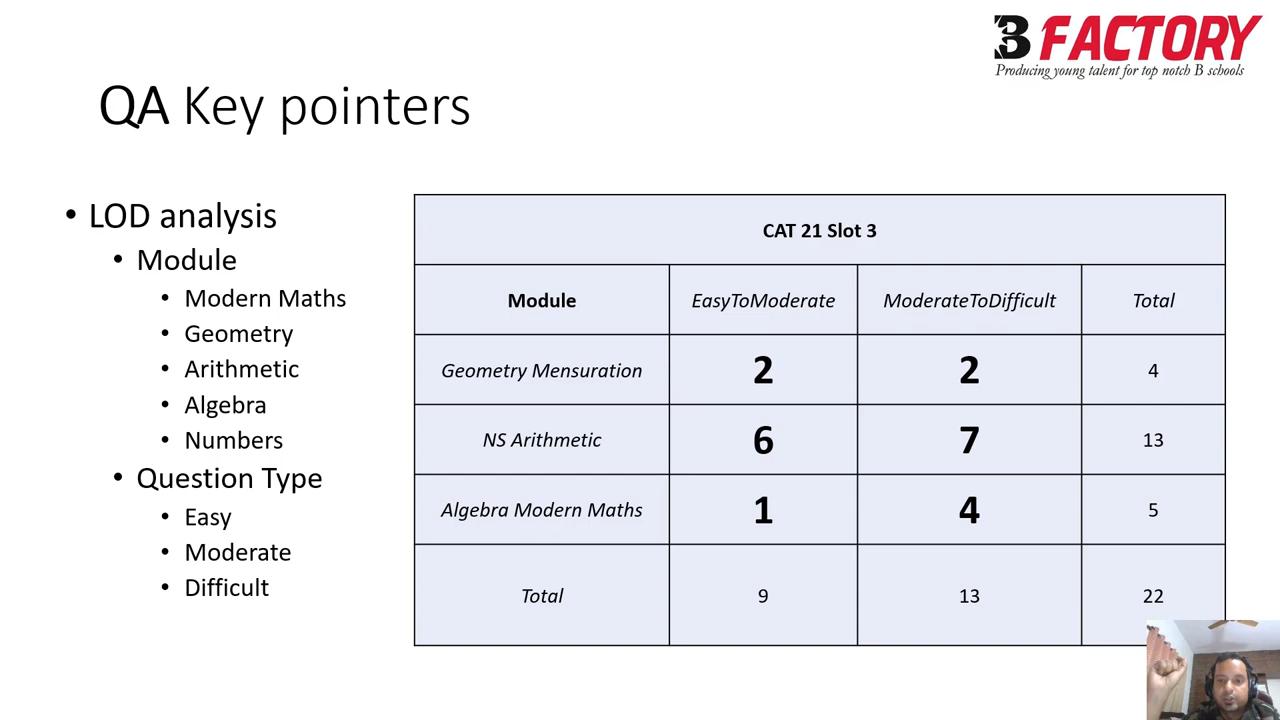 3 FACTORY
Producing young talent for top notch B schools
QA Key pointers
• LOD analysis
• Module
• Modern Maths
• Geometry
• Arithmetic
• Algebra
• Numbers
• Question Type
• Easy
• Moderate
• Difficult
CAT 21 Slot 3
Module EasyToModerate ModerateToDifficult Total
Geometry Mensuration 2 2 4
NS Arithmetic 6 7 13
Algebra Modern Maths 1 4 5
Total 9 13 22